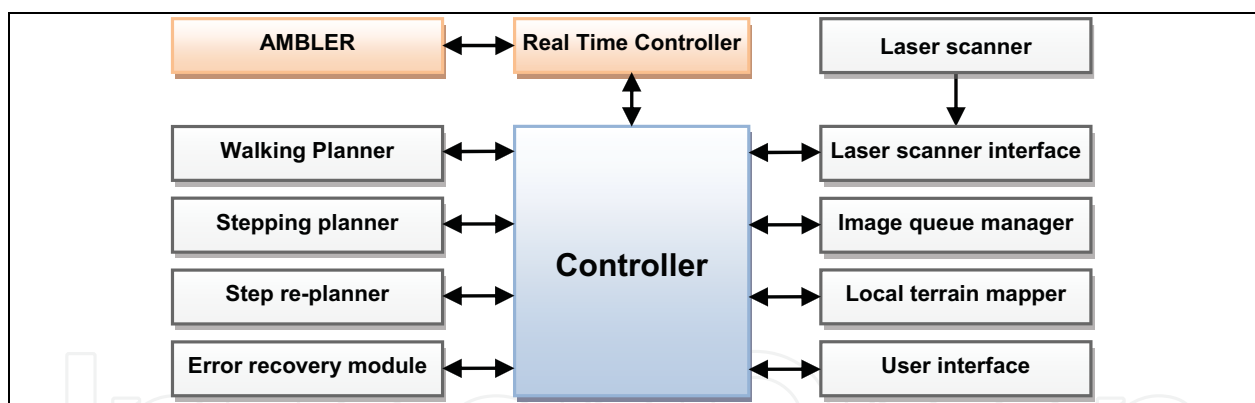 AMBLER
Real Time Controller
Laser scanner
Walking Planner
Laser scanner interface
Stepping planner
Image queue manager
Controller
Step re-planner
Local terrain mapper
Error recovery module
User interface